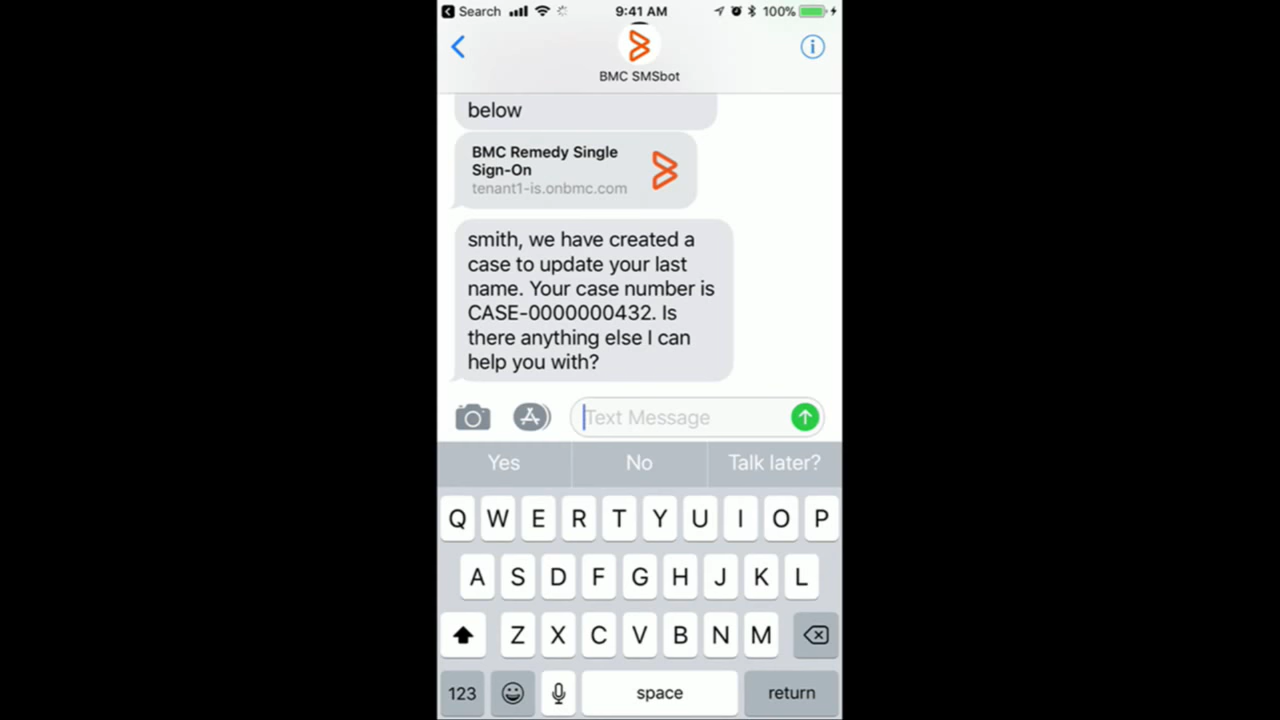 Search 9:41 AM 100%
BMC SMSbot
below
BMC Remedy Single
Sign-On
tenant1-is.onbmc.com
smith, we have created a
case to update your last
name. Your case number is
CASE-0000000432. Is
there anything else I can
help you with?
Text Message
Yes No Talk later?
Q W E R T Y U I O P
A S D F G H J K L
Z X C V B N M
123 space return